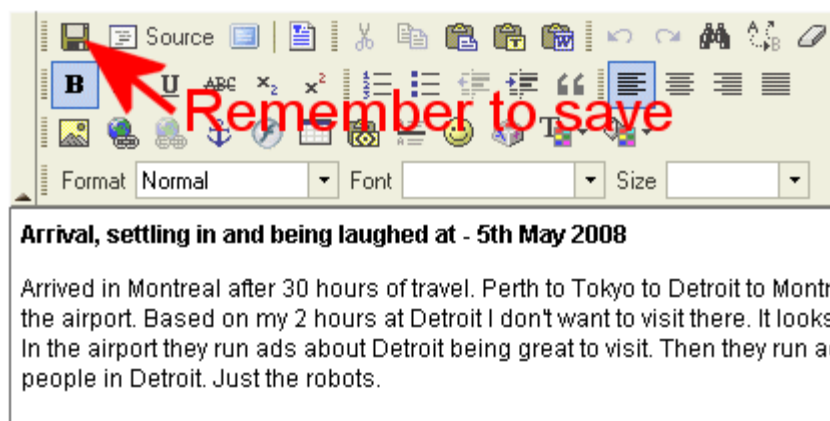 Source
B U ABC x₂ x²
Remember to save
Format Normal Font Size
Arrival, settling in and being laughed at - 5th May 2008
Arrived in Montreal after 30 hours of travel. Perth to Tokyo to Detroit to Montr
the airport. Based on my 2 hours at Detroit I don't want to visit there. It looks
In the airport they run ads about Detroit being great to visit. Then they run a
people in Detroit. Just the robots.